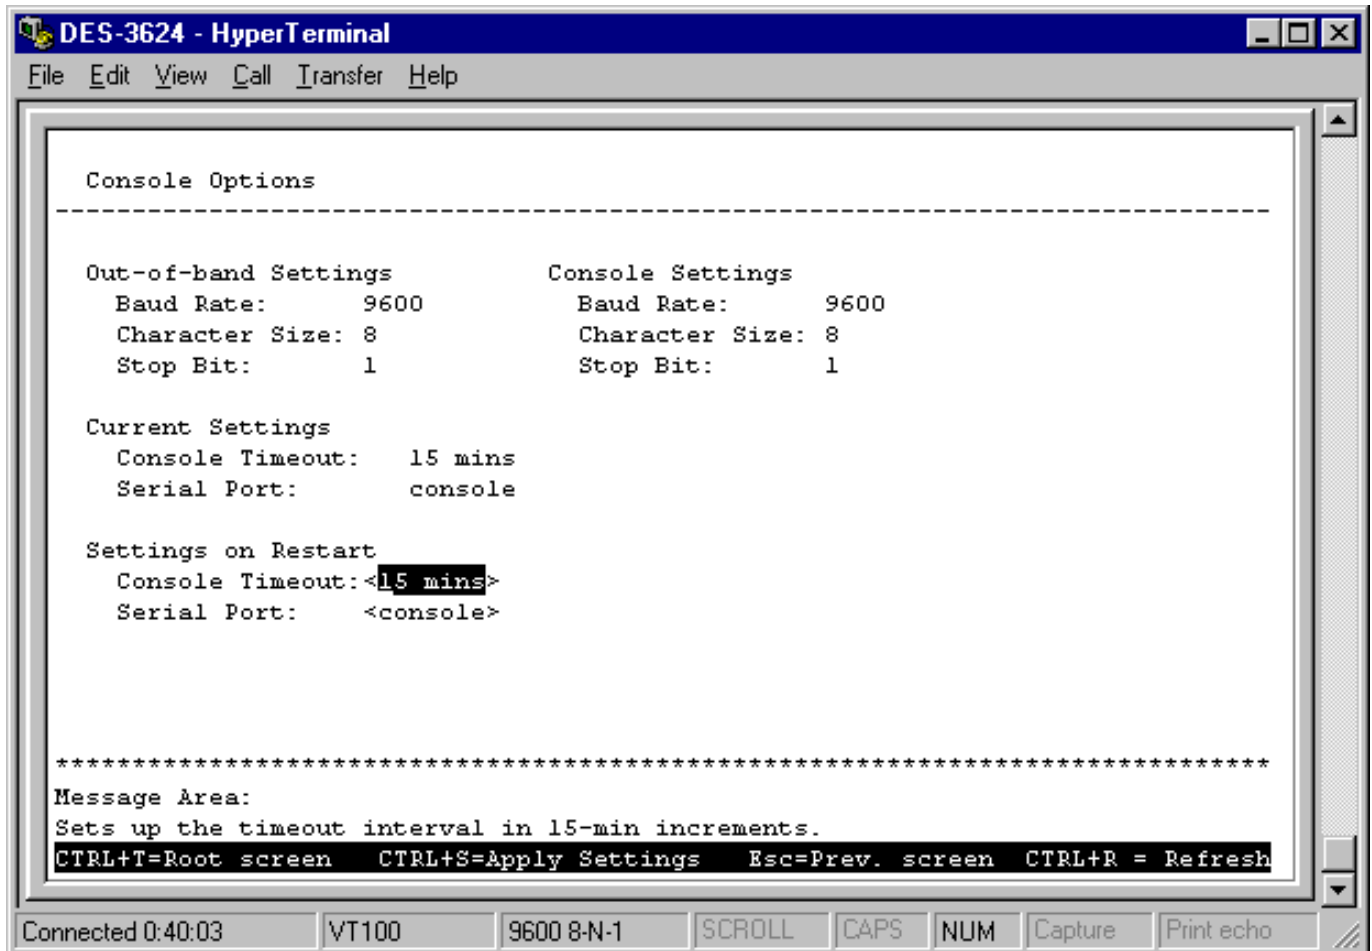 DES-3624 - HyperTerminal
File Edit View Call Transfer Help
Console Options
--------------------------------------------------------------------------------
Out-of-band Settings Console Settings
Baud Rate: 9600 Baud Rate: 9600
Character Size: 8 Character Size: 8
Stop Bit: 1 Stop Bit: 1
Current Settings
Console Timeout: 15 mins
Serial Port: console
Settings on Restart
Console Timeout:<15 mins>
Serial Port: <console>
********************************************************************************
Message Area:
Sets up the timeout interval in 15-min increments.
CTRL+T=Root screen CTRL+S=Apply Settings Esc=Prev. screen CTRL+R = Refresh
Connected 0:40:03 VT100 9600 8-N-1 SCROLL CAPS NUM Capture Print echo